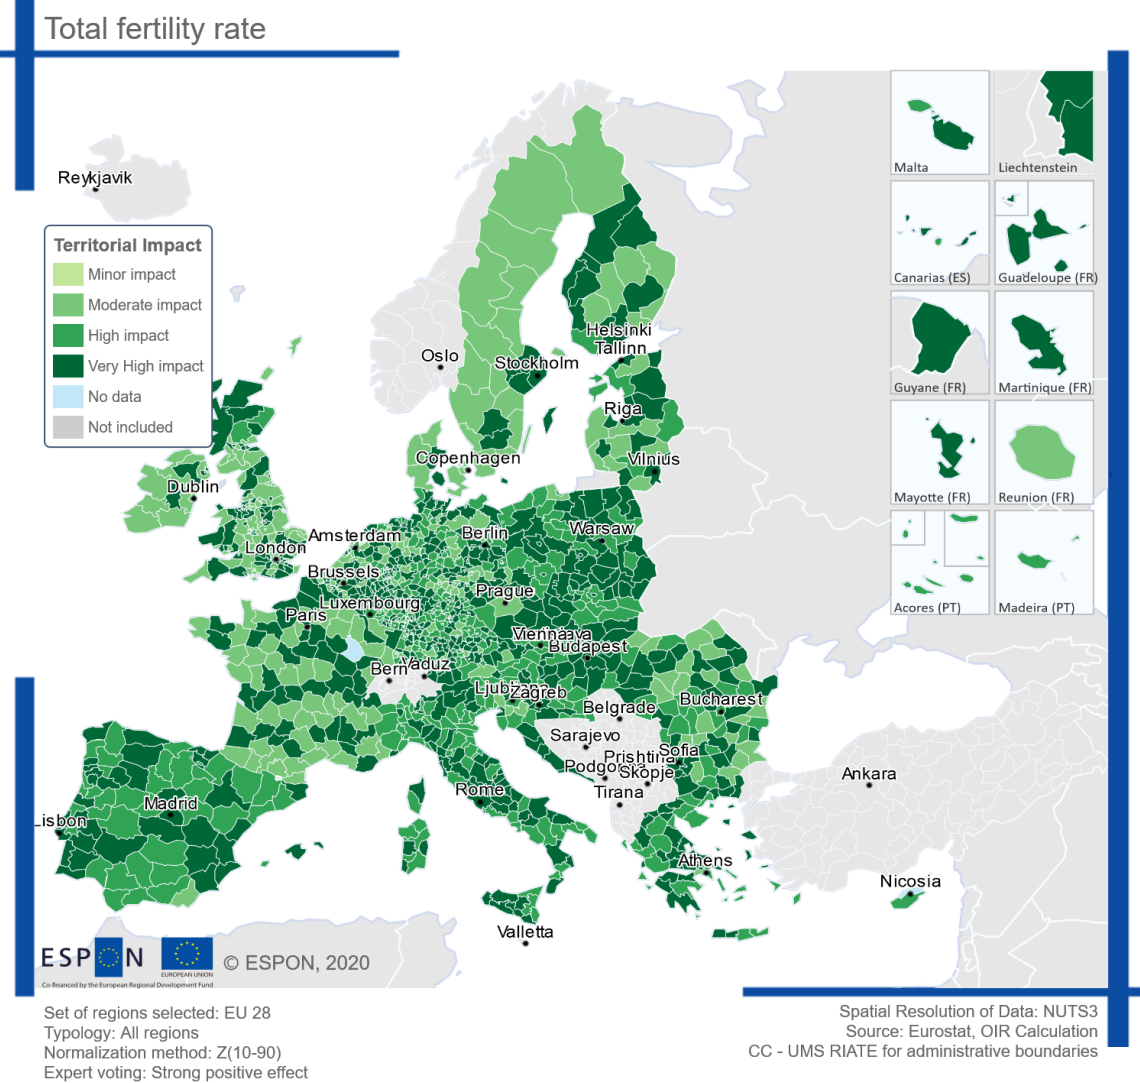 Total fertility rate
Reykjavik
Territorial Impact
Minor impact
Moderate impact
High impact
Very High impact
No data
Not included
Malta
Liechtenstein
Canarias (ES)
Guadeloupe (FR)
Guyane (FR)
Martinique (FR)
Mayotte (FR)
Reunion (FR)
Acores (PT)
Madeira (PT)
Oslo
Helsinki
Tallinn
Stockholm
Riga
Copenhagen
Vilnius
Dublin
Amsterdam
Berlin
Warsaw
London
Brussels
Prague
Luxembourg
Paris
Vienna
Budapest
Bern
Vaduz
Zagreb
Bucharest
Belgrade
Sarajevo
Sofia
Skopje
Tirana
Ankara
Rome
Madrid
Lisbon
Athens
Nicosia
Valletta
ESPON
EUROPEAN UNION
Co-financed by the European Regional Development Fund
© ESPON, 2020
Set of regions selected: EU 28
Typology: All regions
Normalization method: Z(10-90)
Expert voting: Strong positive effect
Spatial Resolution of Data: NUTS3
Source: Eurostat, OIR Calculation
CC - UMS RIATE for administrative boundaries